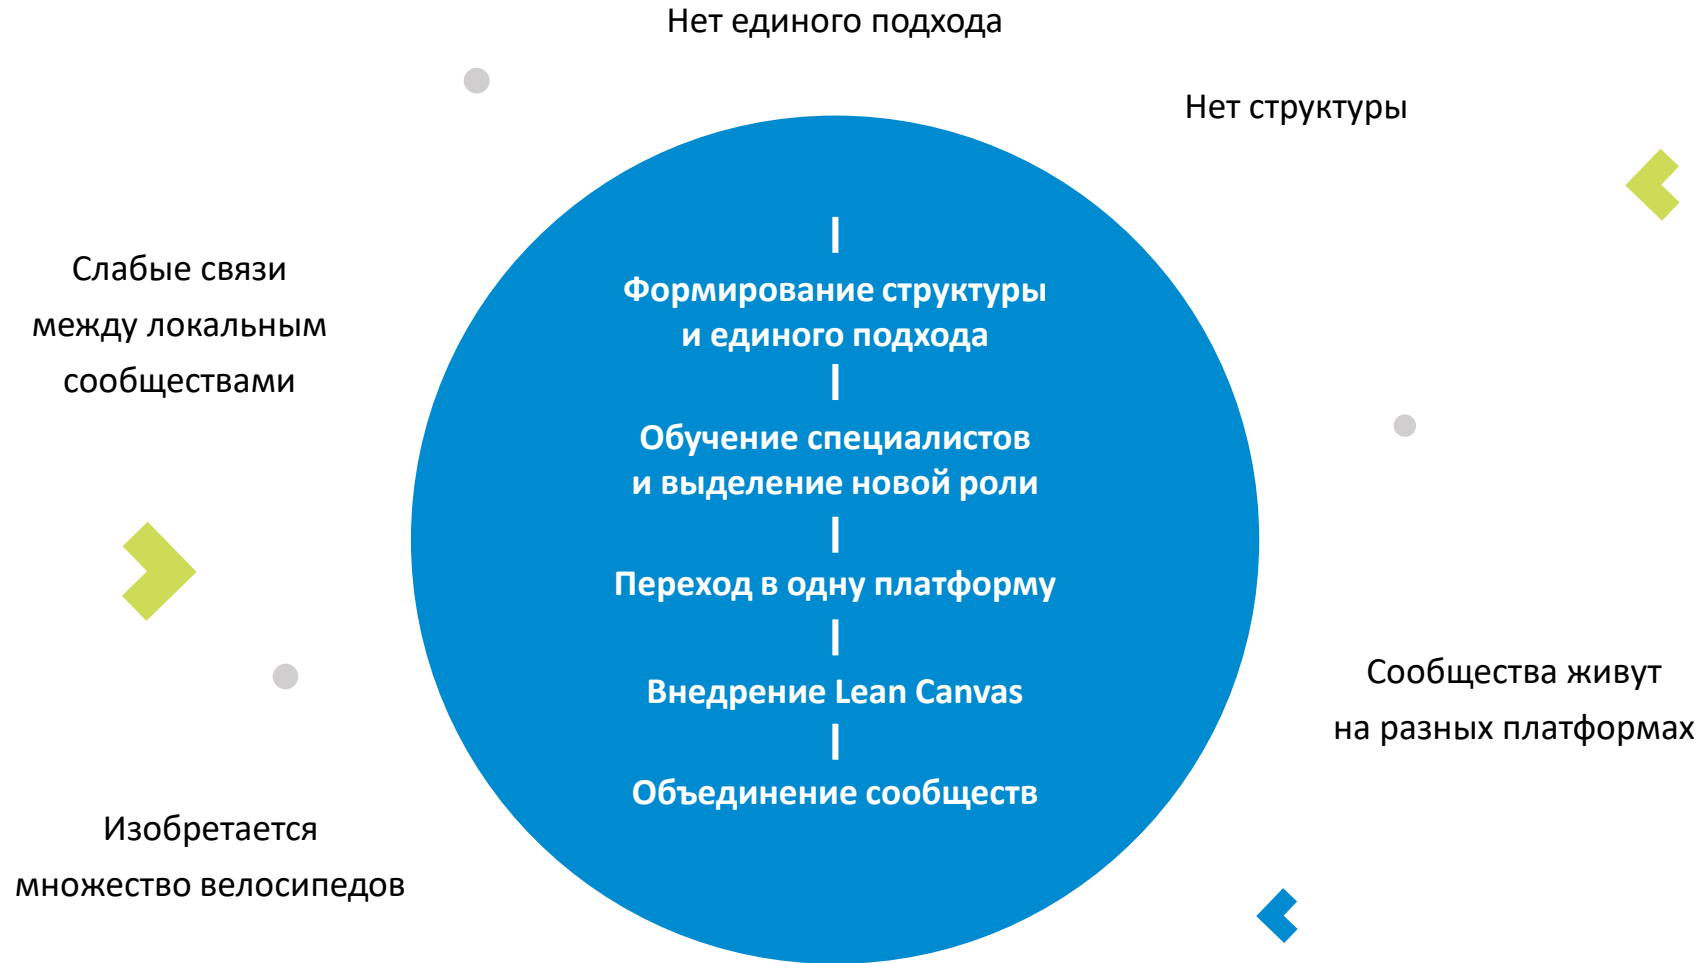 Нет единого подхода
Нет структуры
Слабые связи
между локальным
сообществами
Формирование структуры
и единого подхода
Обучение специалистов
и выделение новой роли
Переход в одну платформу
Внедрение Lean Canvas
Объединение сообществ
Сообщества живут
на разных платформах
Изобретается
множество велосипедов